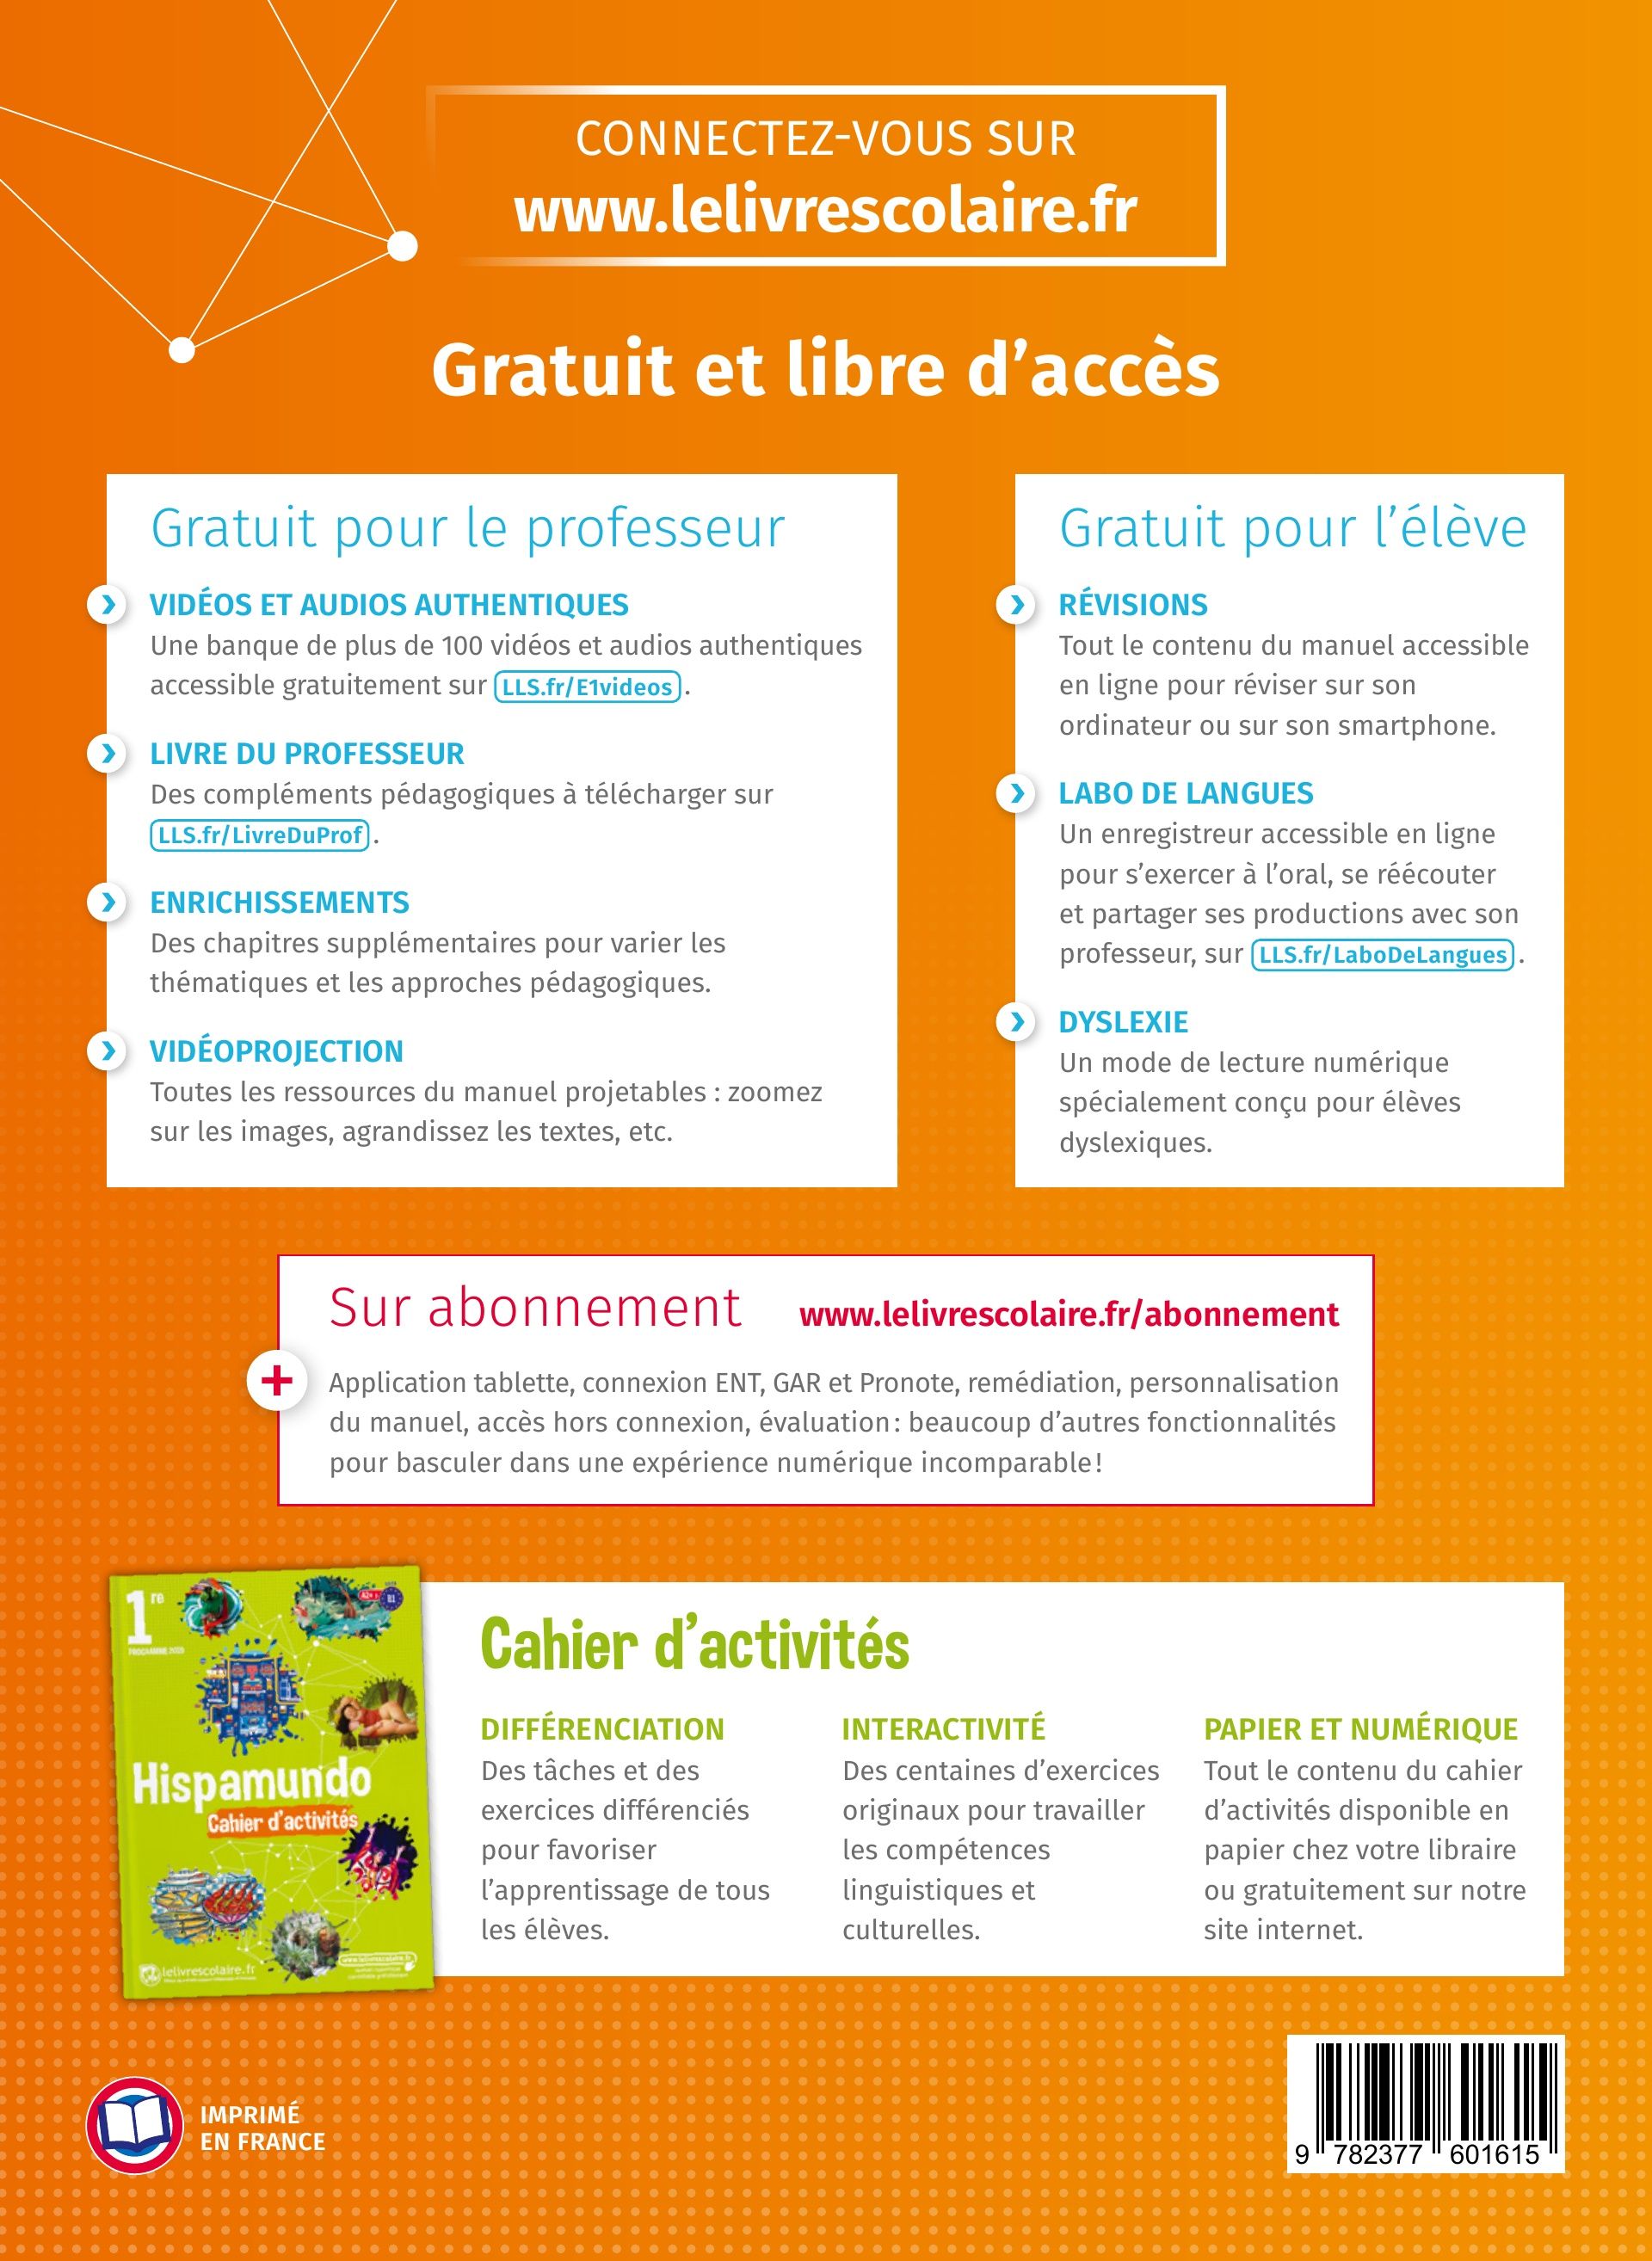 CONNECTEZ-VOUS SUR
www.lelivrescolaire.fr
Gratuit et libre d’accès
Gratuit pour le professeur
VIDÉOS ET AUDIOS AUTHENTIQUES
Une banque de plus de 100 vidéos et audios authentiques
accessible gratuitement sur LLS.fr/E1videos.
LIVRE DU PROFESSEUR
Des compléments pédagogiques à télécharger sur
LLS.fr/LivreDuProf.
ENRICHISSEMENTS
Des chapitres supplémentaires pour varier les
thématiques et les approches pédagogiques.
VIDÉOPROJECTION
Toutes les ressources du manuel projetables : zoomez
sur les images, agrandissez les textes, etc.
Gratuit pour l’élève
RÉVISIONS
Tout le contenu du manuel accessible
en ligne pour réviser sur son
ordinateur ou sur son smartphone.
LABO DE LANGUES
Un enregistreur accessible en ligne
pour s’exercer à l’oral, se réécouter
et partager ses productions avec son
professeur, sur LLS.fr/LaboDeLangues.
DYSLEXIE
Un mode de lecture numérique
spécialement conçu pour élèves
dyslexiques.
Sur abonnement www.lelivrescolaire.fr/abonnement
+
Application tablette, connexion ENT, GAR et Pronote, remédiation, personnalisation
du manuel, accès hors connexion, évaluation : beaucoup d’autres fonctionnalités
pour basculer dans une expérience numérique incomparable !
1re
Hispamundo
Cahier d’activités
lelivrescolaire.fr
Cahier d’activités
DIFFÉRENCIATION
Des tâches et des
exercices différenciés
pour favoriser
l’apprentissage de tous
les élèves.
INTERACTIVITÉ
Des centaines d’exercices
originaux pour travailler
les compétences
linguistiques et
culturelles.
PAPIER ET NUMÉRIQUE
Tout le contenu du cahier
d’activités disponible en
papier chez votre libraire
ou gratuitement sur notre
site internet.
IMPRIMÉ
EN FRANCE
9 782377 601615